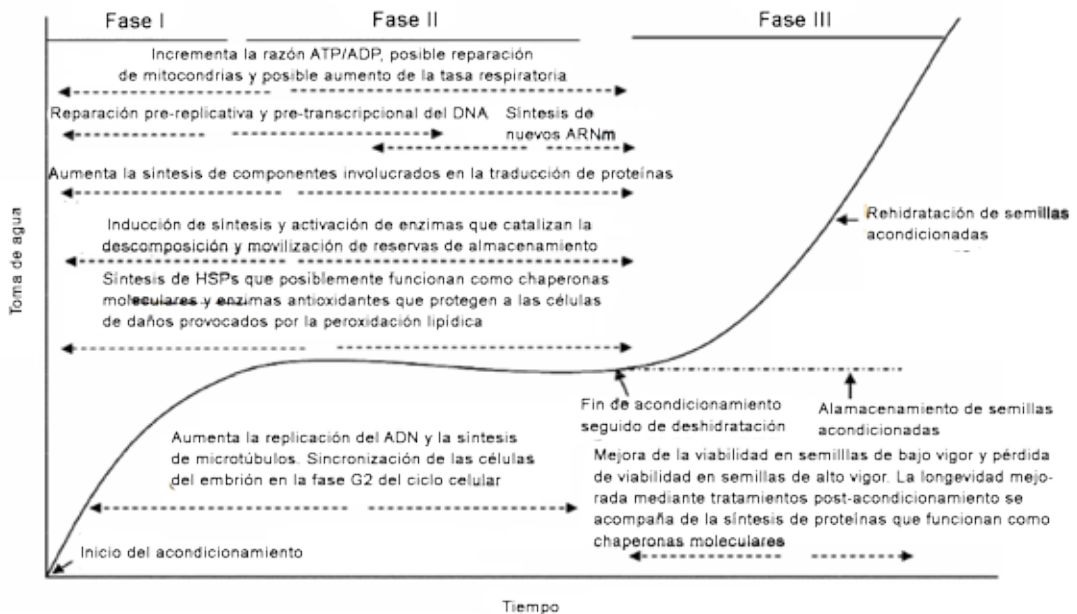 Fase I
Fase II
Fase III
Incrementa la razón ATP/ADP, posible reparación
de mitocondrias y posible aumento de la tasa respiratoria
Reparación pre-replicativa y pre-transcripcional del DNA
Síntesis de
nuevos ARNm
Aumenta la síntesis de componentes involucrados en la traducción de proteínas
Inducción de síntesis y activación de enzimas que catalizan la
descomposición y movilización de reservas de almacenamiento
Síntesis de HSPs que posiblemente funcionan como chaperonas
moleculares y enzimas antioxidantes que protegen a las células
de daños provocados por la peroxidación lipídica
Rehidratación de semillas
acondicionadas
Toma de agua
Fin de acondicionamiento
seguido de deshidratación
Alamacenamiento de semillas
acondicionadas
Aumenta la replicación del ADN y la síntesis
de microtúbulos. Sincronización de las células
del embrión en la fase G2 del ciclo celular
Mejora de la viabilidad en semilllas de bajo vigor y pérdida
de viabilidad en semillas de alto vigor. La longevidad mejo-
rada mediante tratamientos post-acondicionamiento se
acompaña de la síntesis de proteínas que funcionan como
chaperonas moleculares
Inicio del acondicionamiento
Tiempo